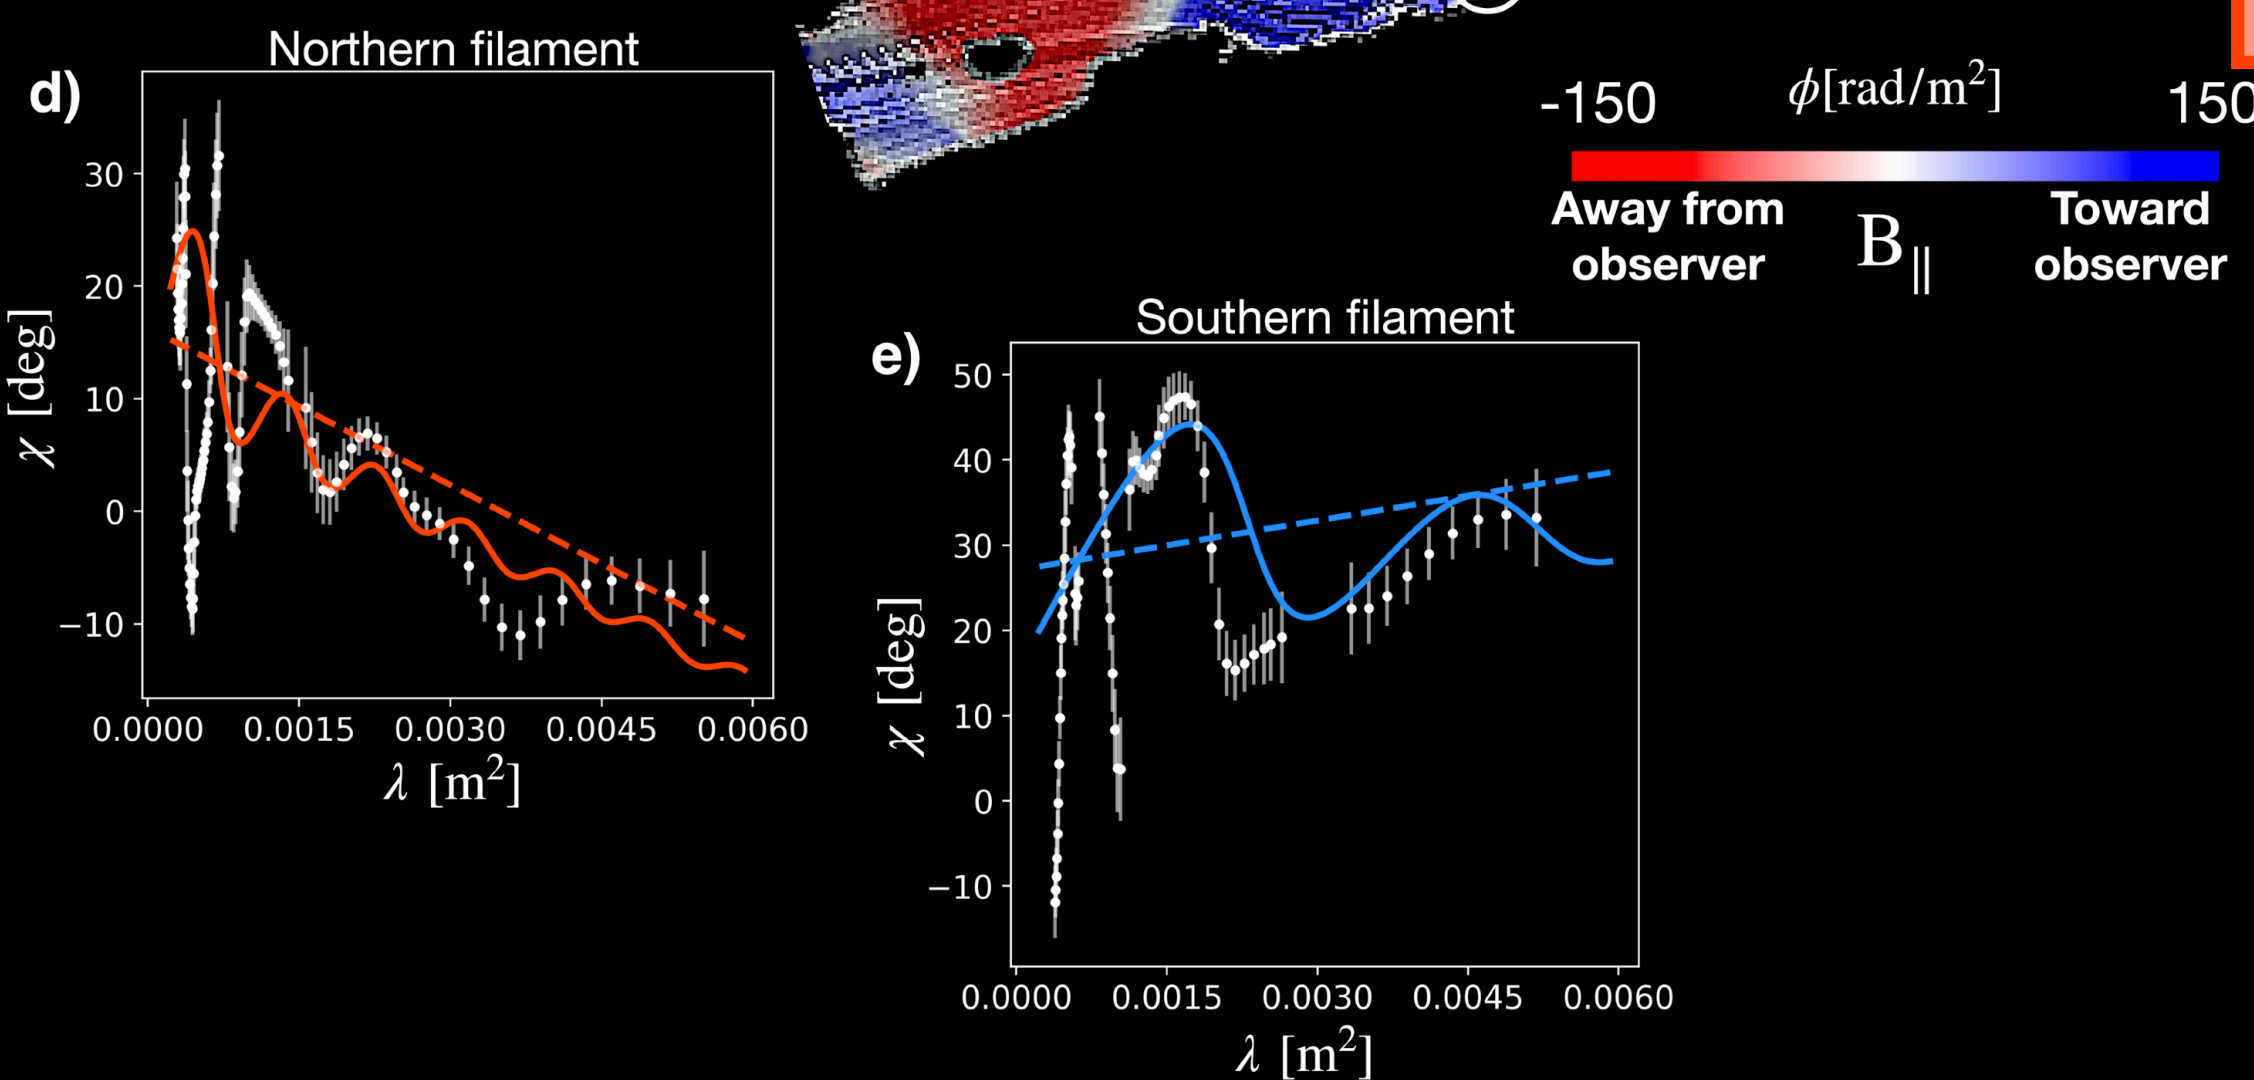 d)
Northern filament
χ [deg]
30
20
10
0
−10
0.0000 0.0015 0.0030 0.0045 0.0060
λ [m²]
-150 ϕ[rad/m²] 150
Away from
observer
B∥
Toward
observer
e)
Southern filament
χ [deg]
50
40
30
20
10
0
−10
0.0000 0.0015 0.0030 0.0045 0.0060
λ [m²]